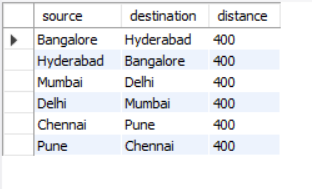 source destination distance
Bangalore Hyderabad 400
Hyderabad Bangalore 400
Mumbai Delhi 400
Delhi Mumbai 400
Chennai Pune 400
Pune Chennai 400